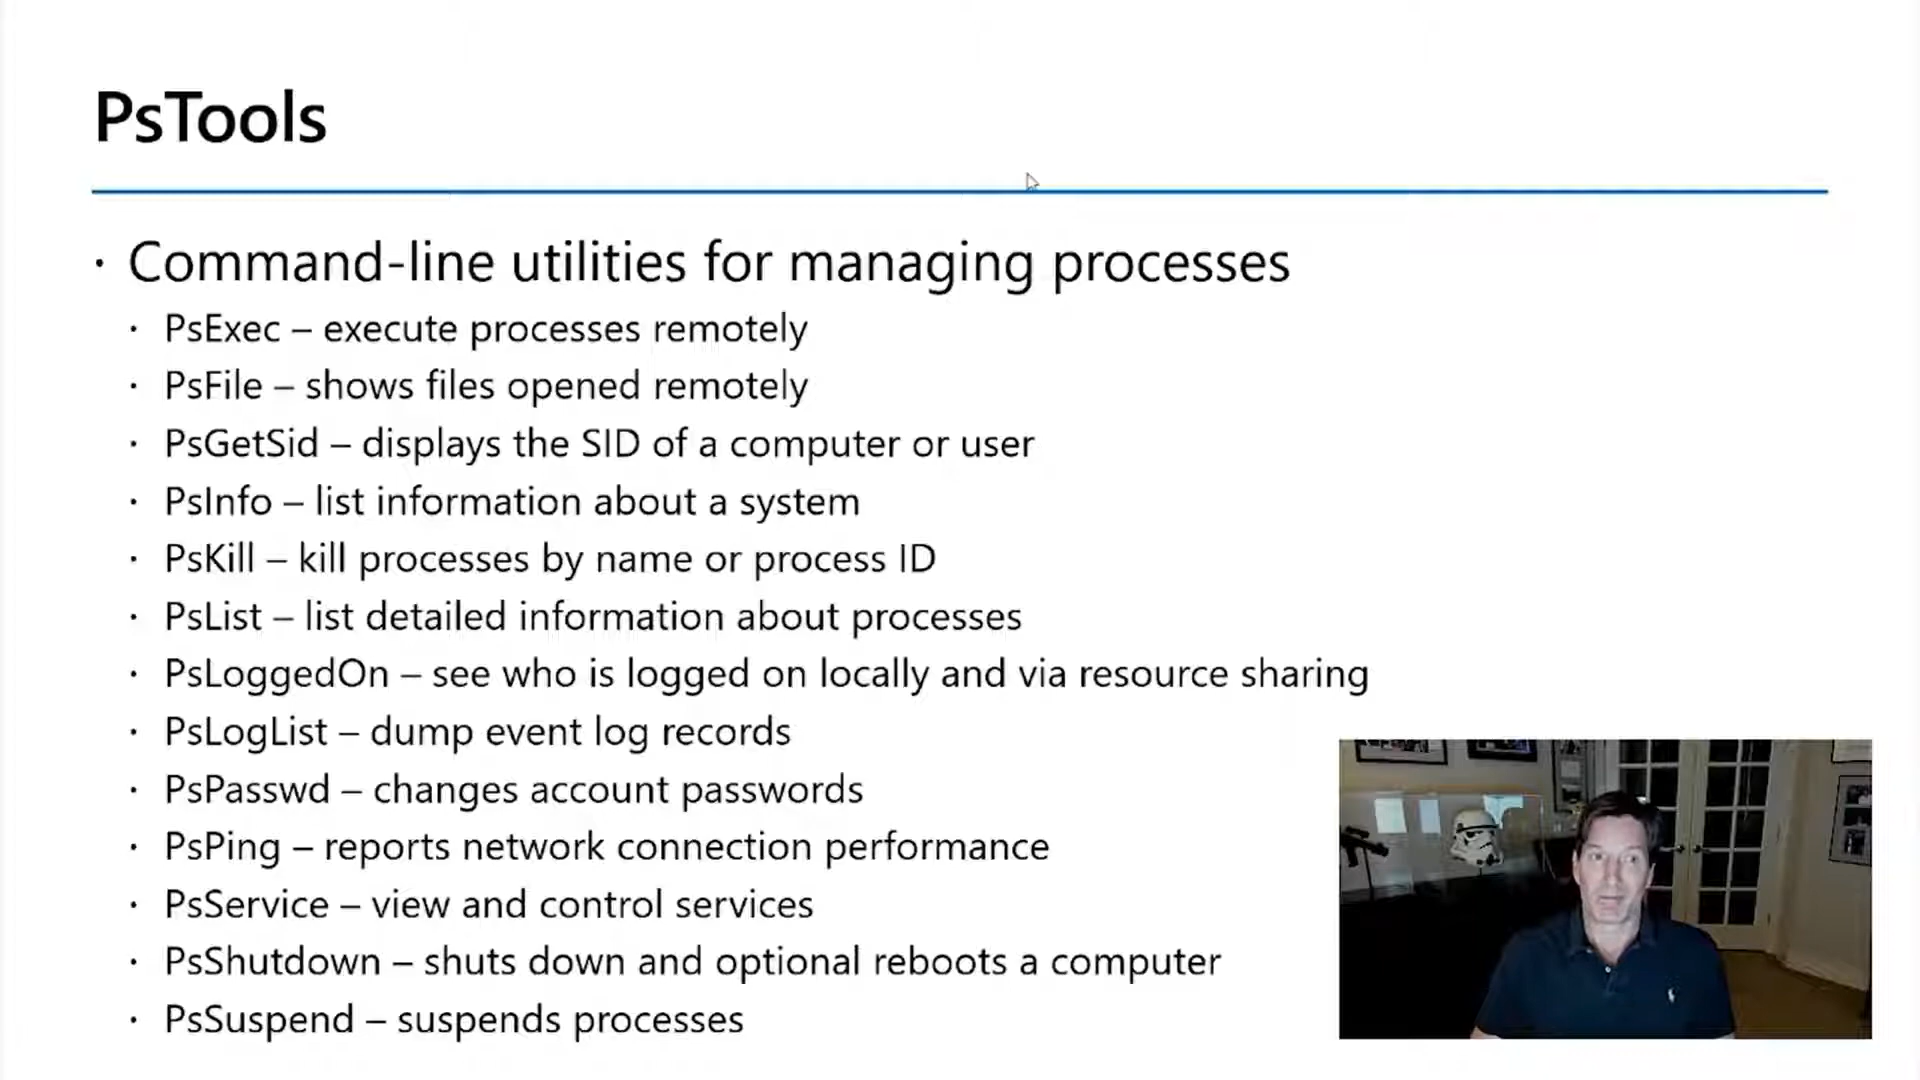 PsTools
• Command-line utilities for managing processes
• PsExec – execute processes remotely
• PsFile – shows files opened remotely
• PsGetSid – displays the SID of a computer or user
• PsInfo – list information about a system
• PsKill – kill processes by name or process ID
• PsList – list detailed information about processes
• PsLoggedOn – see who is logged on locally and via resource sharing
• PsLogList – dump event log records
• PsPasswd – changes account passwords
• PsPing – reports network connection performance
• PsService – view and control services
• PsShutdown – shuts down and optional reboots a computer
• PsSuspend – suspends processes